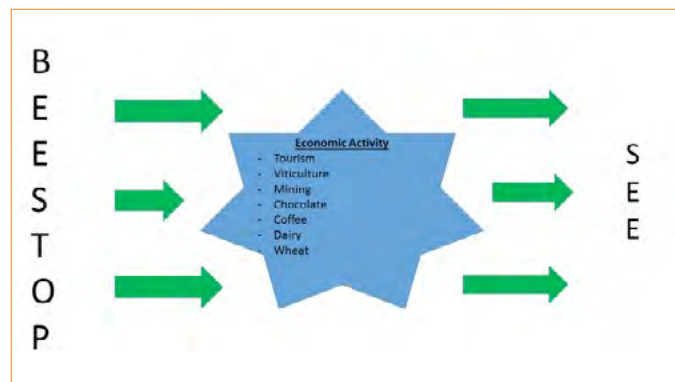 B
E
E
S
T
O
P
Economic Activity
- Tourism
- Viticulture
- Mining
- Chocolate
- Coffee
- Dairy
- Wheat
S
E
E